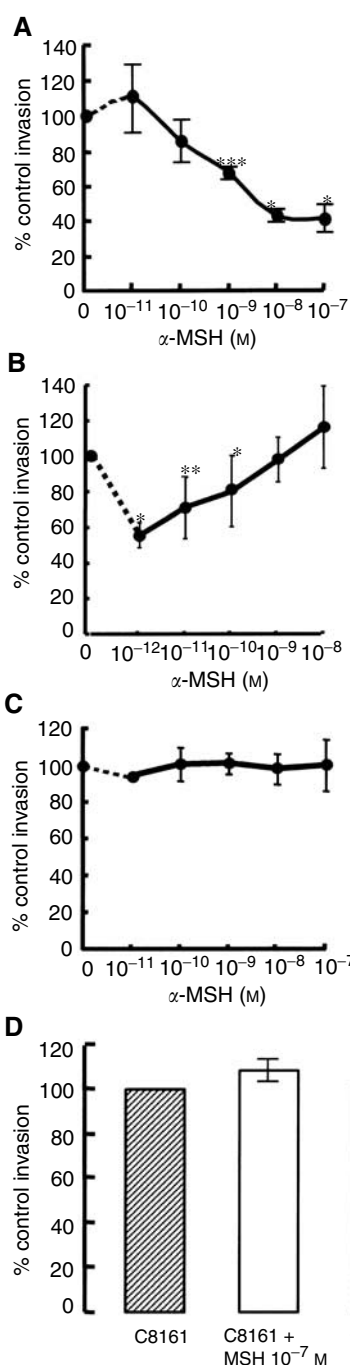 A
% control invasion
140
120
100
80
60
40
20
0
***
*
*
0 10⁻¹¹ 10⁻¹⁰ 10⁻⁹ 10⁻⁸ 10⁻⁷
α-MSH (M)
B
% control invasion
140
120
100
80
60
40
20
0
*
**
*
0 10⁻¹² 10⁻¹¹ 10⁻¹⁰ 10⁻⁹ 10⁻⁸
α-MSH (M)
C
% control invasion
120
100
80
60
40
20
0
0 10⁻¹¹ 10⁻¹⁰ 10⁻⁹ 10⁻⁸ 10⁻⁷
α-MSH (M)
D
% control invasion
120
100
80
60
40
20
0
C8161
C8161 +
MSH 10⁻⁷ M